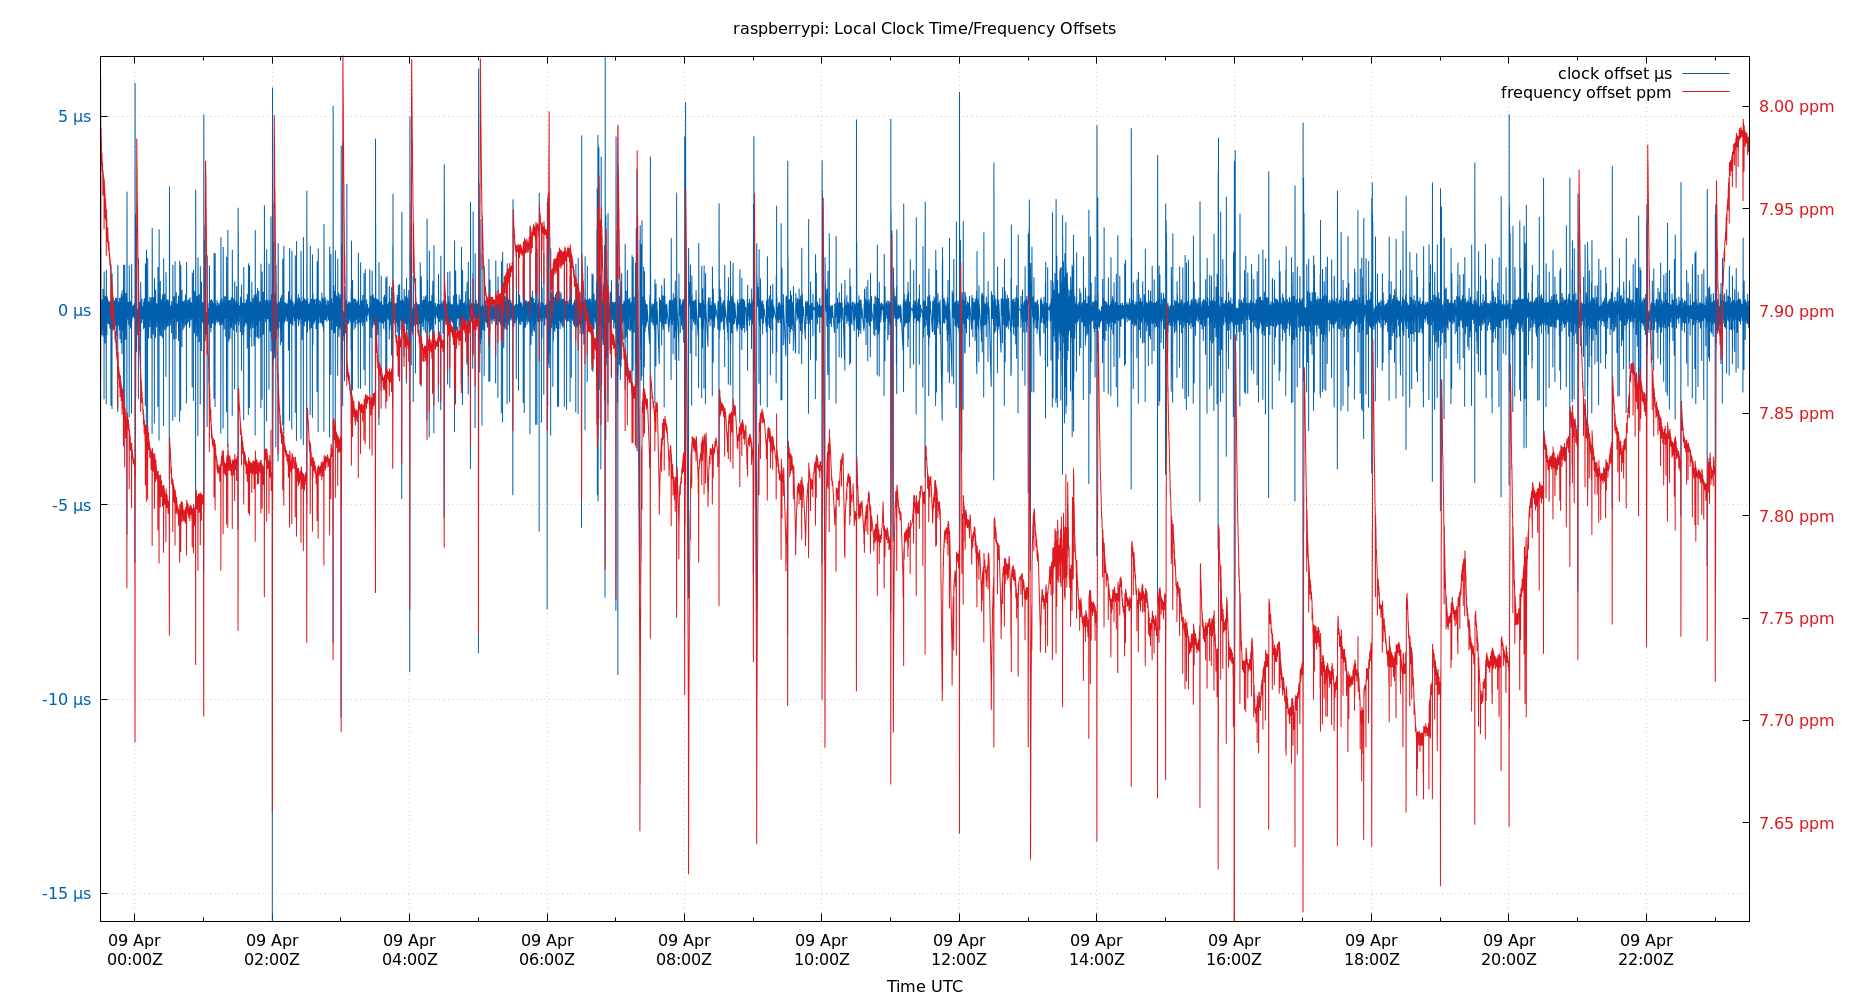 raspberrypi: Local Clock Time/Frequency Offsets
clock offset µs
frequency offset ppm
5 µs
0 µs
-5 µs
-10 µs
-15 µs
8.00 ppm
7.95 ppm
7.90 ppm
7.85 ppm
7.80 ppm
7.75 ppm
7.70 ppm
7.65 ppm
09 Apr 09 Apr 09 Apr 09 Apr 09 Apr 09 Apr 09 Apr 09 Apr 09 Apr 09 Apr 09 Apr 09 Apr
00:00Z 02:00Z 04:00Z 06:00Z 08:00Z 10:00Z 12:00Z 14:00Z 16:00Z 18:00Z 20:00Z 22:00Z
Time UTC